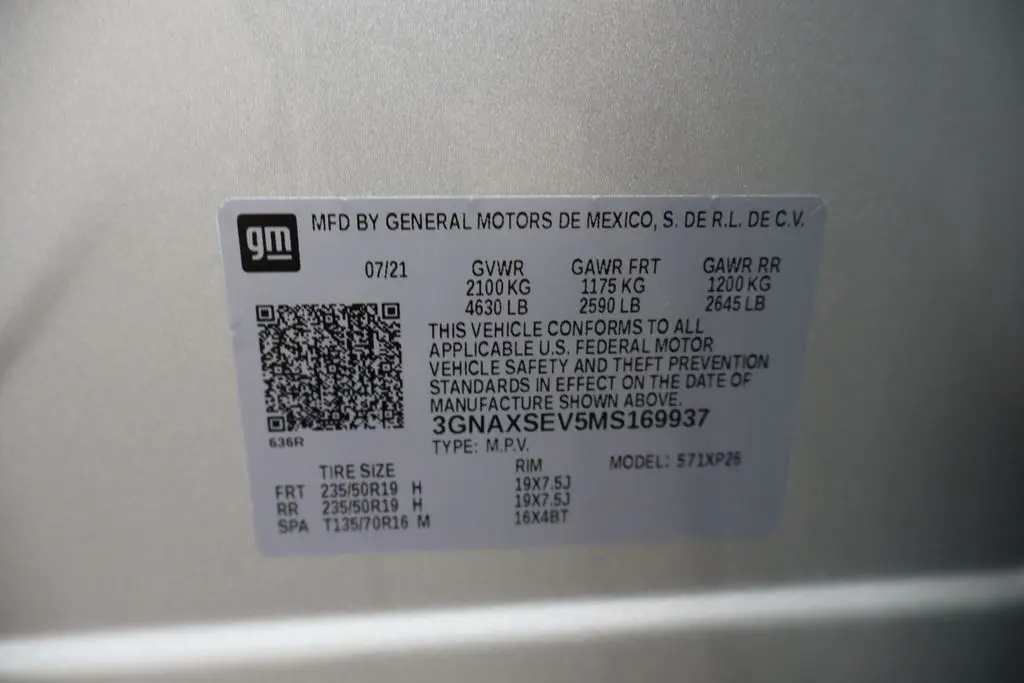 gm
MFD BY GENERAL MOTORS DE MEXICO, S. DE R.L. DE C.V.
07/21 GVWR GAWR FRT GAWR RR
2100 KG 1175 KG 1200 KG
4630 LB 2590 LB 2645 LB
THIS VEHICLE CONFORMS TO ALL
APPLICABLE U.S. FEDERAL MOTOR
VEHICLE SAFETY AND THEFT PREVENTION
STANDARDS IN EFFECT ON THE DATE OF
MANUFACTURE SHOWN ABOVE.
3GNAXSEV5MS169937
636R
TYPE: M.P.V.
TIRE SIZE RIM MODEL: 571XP26
FRT 235/50R19 H 19X7.5J
RR 235/50R19 H 19X7.5J
SPA T135/70R16 M 16X4BT